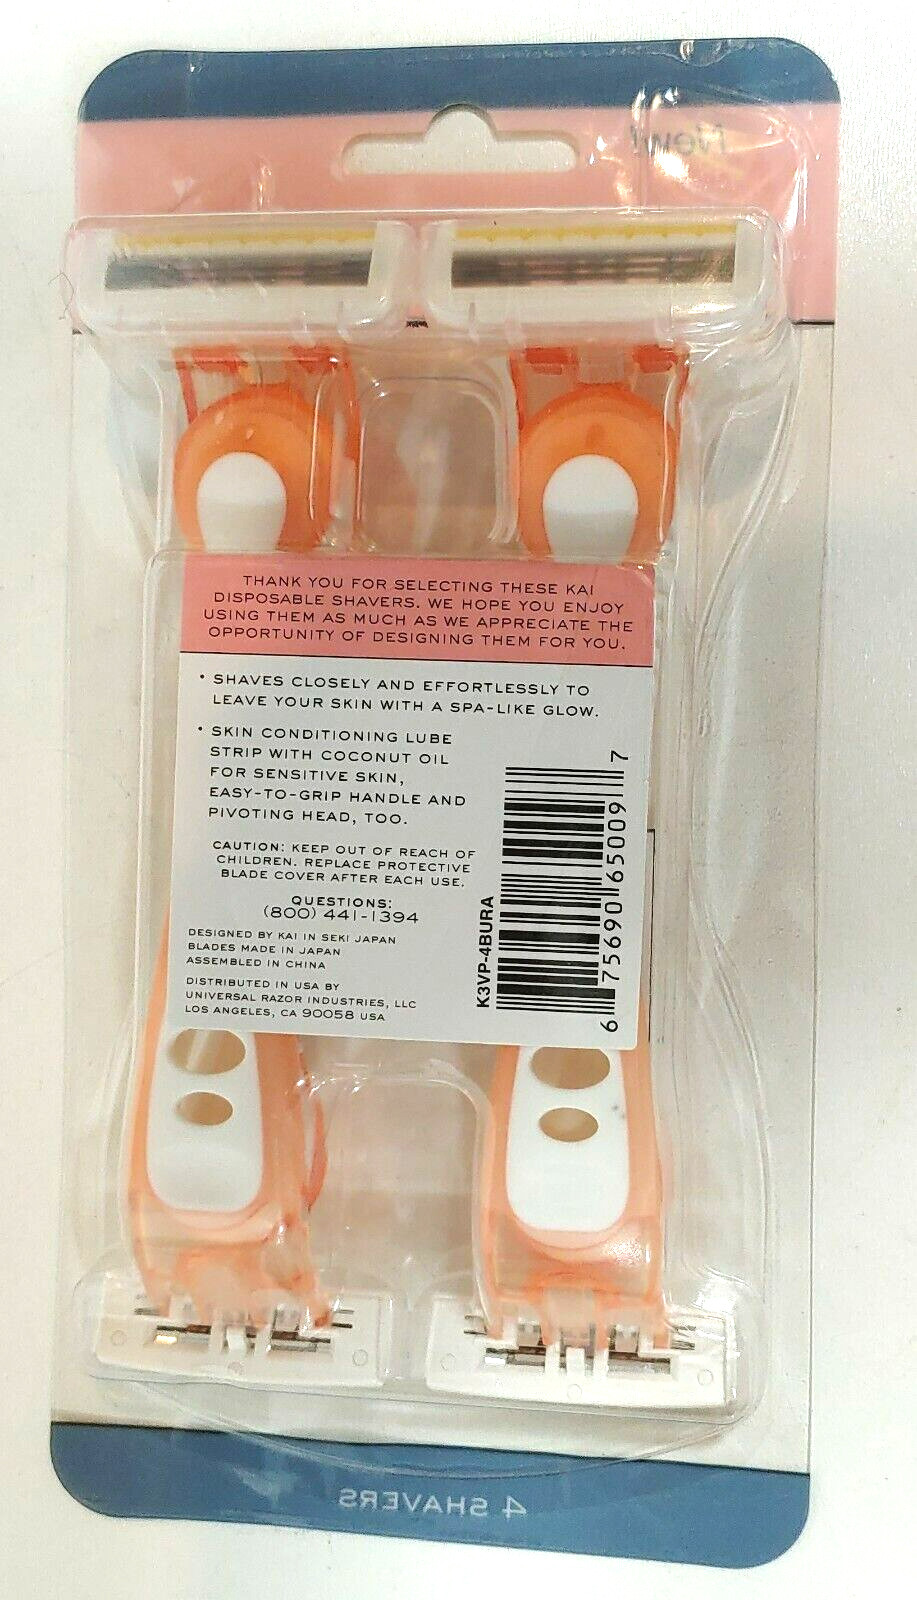 New!
THANK YOU FOR SELECTING THESE KAI
DISPOSABLE SHAVERS. WE HOPE YOU ENJOY
USING THEM AS MUCH AS WE APPRECIATE THE
OPPORTUNITY OF DESIGNING THEM FOR YOU.
• SHAVES CLOSELY AND EFFORTLESSLY TO
LEAVE YOUR SKIN WITH A SPA-LIKE GLOW.
• SKIN CONDITIONING LUBE
STRIP WITH COCONUT OIL
FOR SENSITIVE SKIN,
EASY-TO-GRIP HANDLE AND
PIVOTING HEAD, TOO.
CAUTION: KEEP OUT OF REACH OF
CHILDREN. REPLACE PROTECTIVE
BLADE COVER AFTER EACH USE.
QUESTIONS:
(800) 441-1394
DESIGNED BY KAI IN SEKI JAPAN
BLADES MADE IN JAPAN
ASSEMBLED IN CHINA
DISTRIBUTED IN USA BY
UNIVERSAL RAZOR INDUSTRIES, LLC
LOS ANGELES, CA 90058 USA
K3VP-4BURA
6 75690 65009 7
4 SHAVERS